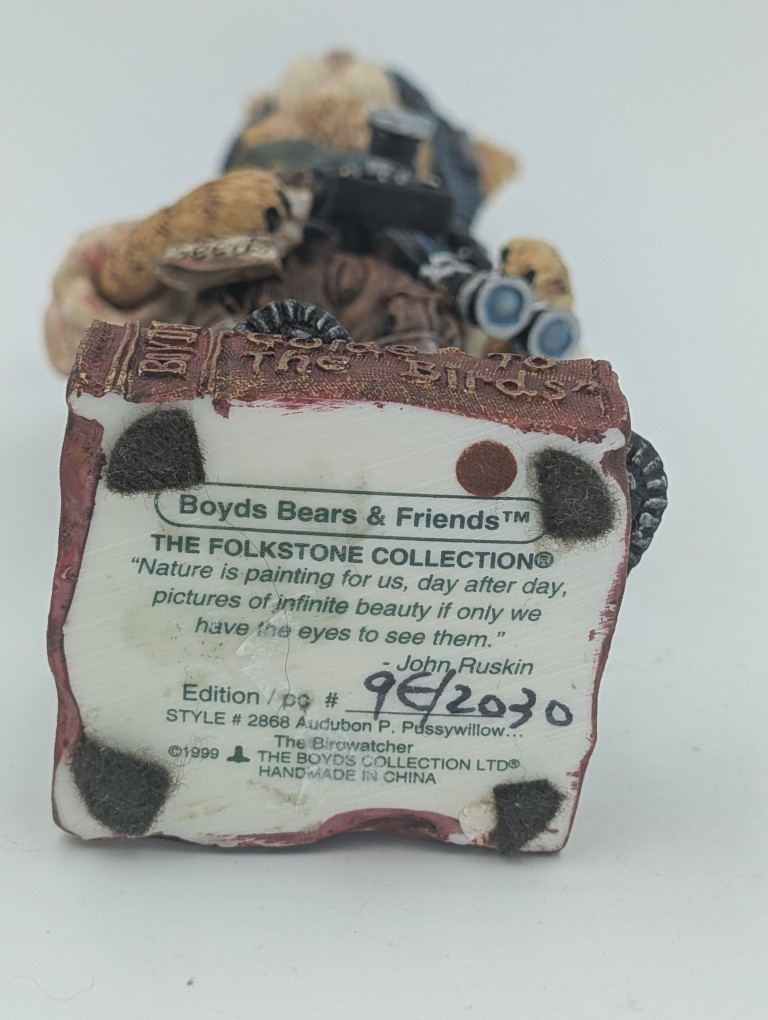 SEEDS
Guide To
The Birds
Boyds Bears & Friends™
THE FOLKSTONE COLLECTION®
“Nature is painting for us, day after day,
pictures of infinite beauty if only we
have the eyes to see them.”
- John Ruskin
Edition / pc # 9E/2030
STYLE # 2868 Audubon P. Pussywillow...
The Birdwatcher
©1999 THE BOYDS COLLECTION LTD®
HANDMADE IN CHINA